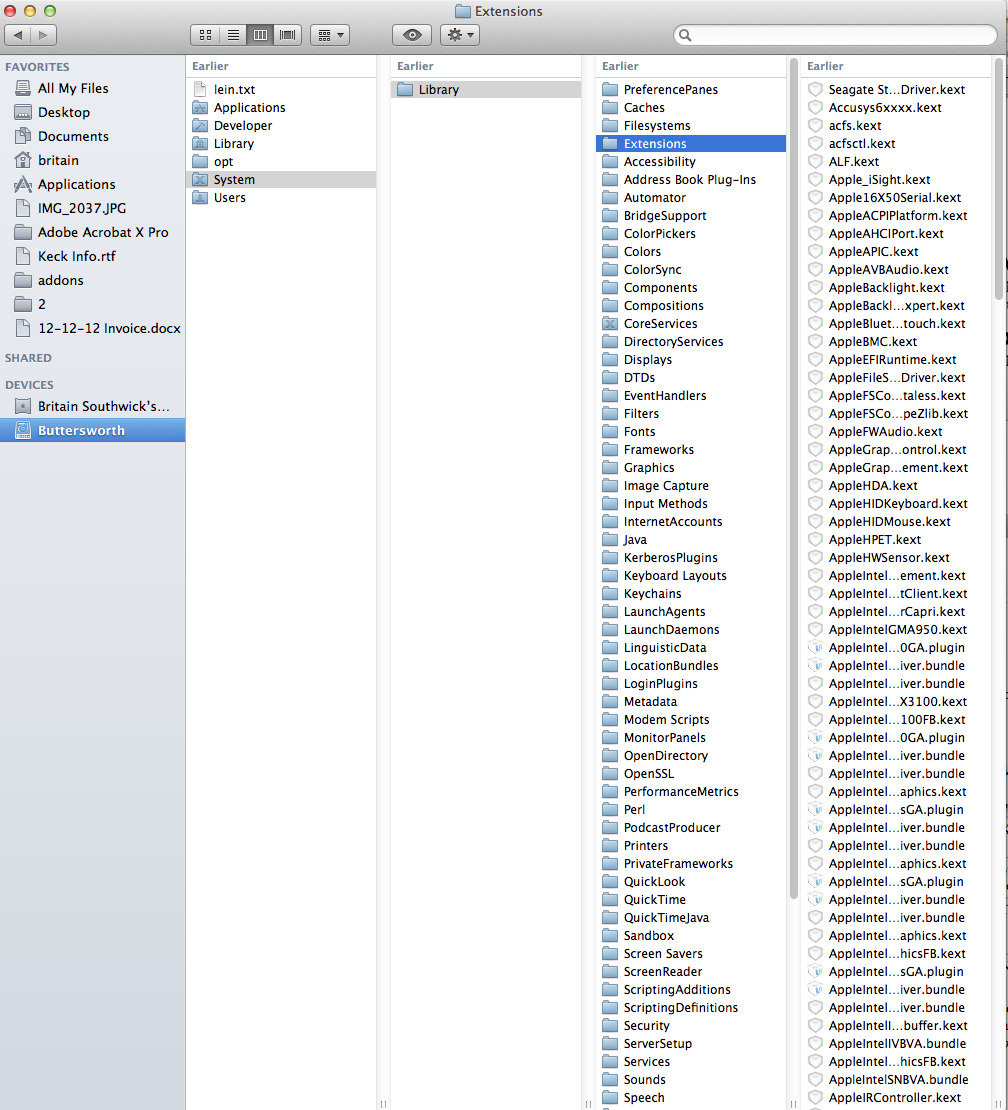 Extensions
FAVORITES
All My Files
Desktop
Documents
britain
Applications
IMG_2037.JPG
Adobe Acrobat X Pro
Keck Info.rtf
addons
2
12-12-12 Invoice.docx
SHARED
DEVICES
Britain Southwick's...
Buttersworth
Earlier
lein.txt
Applications
Developer
Library
opt
System
Users
Earlier
Library
Earlier
PreferencePanes
Caches
Filesystems
Extensions
Accessibility
Address Book Plug-Ins
Automator
BridgeSupport
ColorPickers
Colors
ColorSync
Components
Compositions
CoreServices
DirectoryServices
Displays
DTDs
EventHandlers
Filters
Fonts
Frameworks
Graphics
Image Capture
Input Methods
InternetAccounts
Java
KerberosPlugins
Keyboard Layouts
Keychains
LaunchAgents
LaunchDaemons
LinguisticData
LocationBundles
LoginPlugins
Metadata
Modem Scripts
MonitorPanels
OpenDirectory
OpenSSL
PerformanceMetrics
Perl
PodcastProducer
Printers
PrivateFrameworks
QuickLook
QuickTime
QuickTimeJava
Sandbox
Screen Savers
ScreenReader
ScriptingAdditions
ScriptingDefinitions
Security
ServerSetup
Services
Sounds
Speech
Earlier
Seagate St...Driver.kext
Accusys6xxxx.kext
acfs.kext
acfsctl.kext
ALF.kext
Apple_iSight.kext
Apple16X50Serial.kext
AppleACPIPlatform.kext
AppleAHCIPort.kext
AppleAPIC.kext
AppleAVBAudio.kext
AppleBacklight.kext
AppleBackl...xpert.kext
AppleBluet...touch.kext
AppleBMC.kext
AppleEFIRuntime.kext
AppleFileS...Driver.kext
AppleFSCo...taless.kext
AppleFSCo...peZlib.kext
AppleFWAudio.kext
AppleGrap...ontrol.kext
AppleGrap...ement.kext
AppleHDA.kext
AppleHIDKeyboard.kext
AppleHIDMouse.kext
AppleHPET.kext
AppleHWSensor.kext
AppleIntel...ement.kext
AppleIntel...tClient.kext
AppleIntel...rCapri.kext
AppleIntelGMA950.kext
AppleIntel...0GA.plugin
AppleIntel...iver.bundle
AppleIntel...iver.bundle
AppleIntel...X3100.kext
AppleIntel...100FB.kext
AppleIntel...0GA.plugin
AppleIntel...iver.bundle
AppleIntel...iver.bundle
AppleIntel...aphics.kext
AppleIntel...sGA.plugin
AppleIntel...iver.bundle
AppleIntel...iver.bundle
AppleIntel...aphics.kext
AppleIntel...sGA.plugin
AppleIntel...iver.bundle
AppleIntel...iver.bundle
AppleIntel...aphics.kext
AppleIntel...hicsFB.kext
AppleIntel...sGA.plugin
AppleIntel...iver.bundle
AppleIntel...iver.bundle
AppleIntelI...buffer.kext
AppleIntelIVBVA.bundle
AppleIntel...hicsFB.kext
AppleIntelSNBVA.bundle
AppleIRController.kext